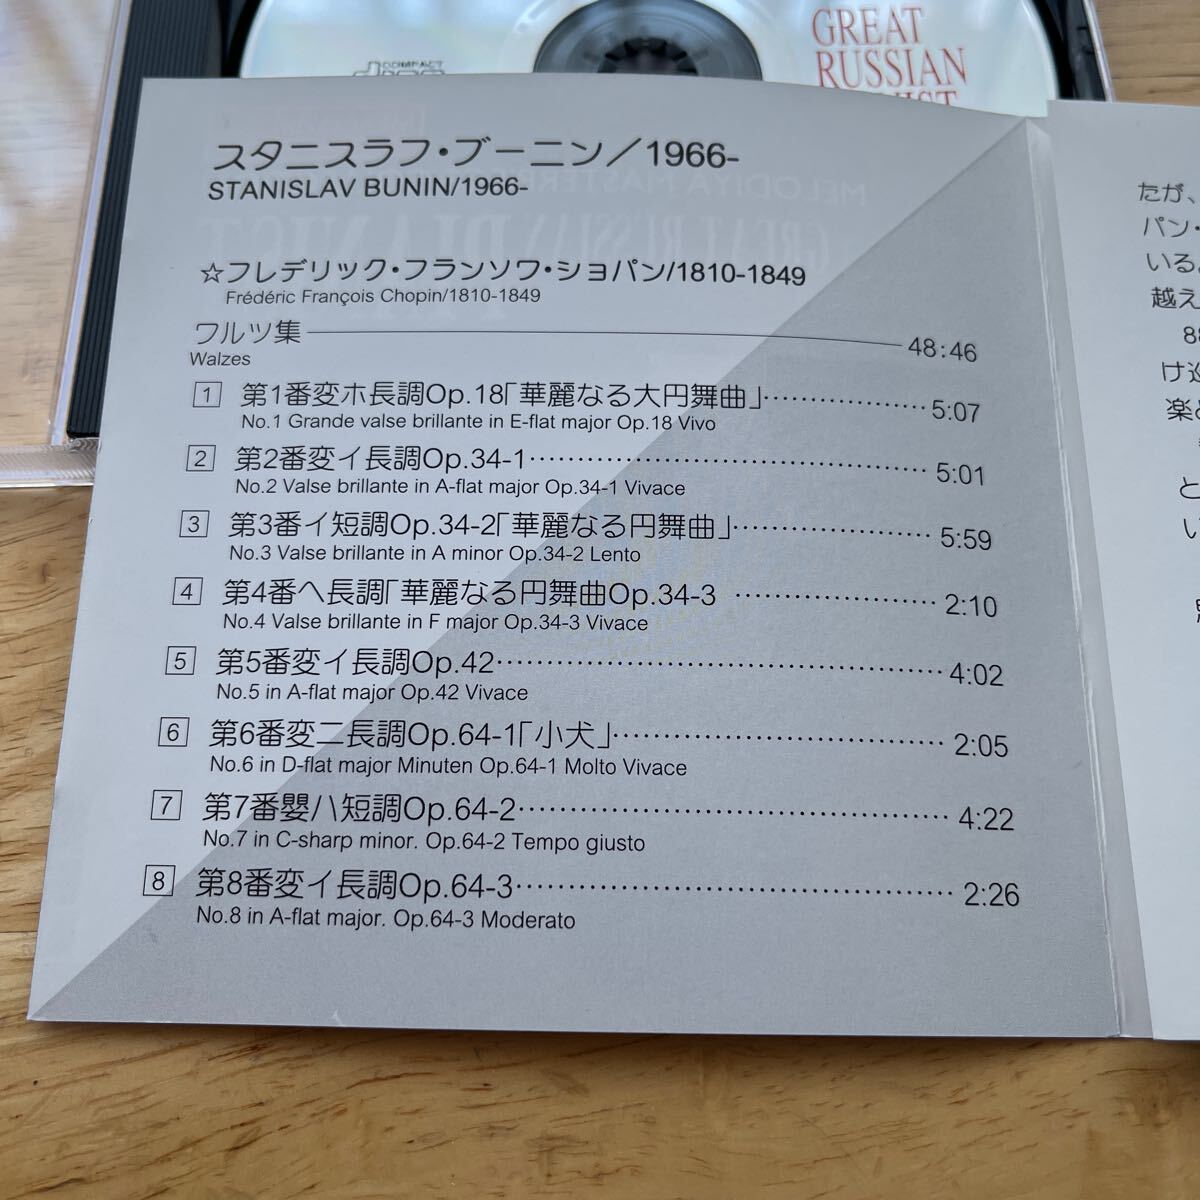 COMPACT
GREAT
RUSSIAN
スタニスラフ・ブーニン／1966-
STANISLAV BUNIN/1966-
☆フレデリック・フランソワ・ショパン/1810-1849
Frédéric François Chopin/1810-1849
ワルツ集 48:46
Walzes
1 第1番変ホ長調Op.18「華麗なる大円舞曲」 5:07
No.1 Grande valse brillante in E-flat major Op.18 Vivo
2 第2番変イ長調Op.34-1 5:01
No.2 Valse brillante in A-flat major Op.34-1 Vivace
3 第3番イ短調Op.34-2「華麗なる円舞曲」 5:59
No.3 Valse brillante in A minor Op.34-2 Lento
4 第4番ヘ長調「華麗なる円舞曲Op.34-3 2:10
No.4 Valse brillante in F major Op.34-3 Vivace
5 第5番変イ長調Op.42 4:02
No.5 in A-flat major Op.42 Vivace
6 第6番変ニ長調Op.64-1「小犬」 2:05
No.6 in D-flat major Minuten Op.64-1 Molto Vivace
7 第7番嬰ハ短調Op.64-2 4:22
No.7 in C-sharp minor. Op.64-2 Tempo giusto
8 第8番変イ長調Op.64-3 2:26
No.8 in A-flat major. Op.64-3 Moderato
たが、
パン・
いる。
越え
88
け巡
楽と
と
い